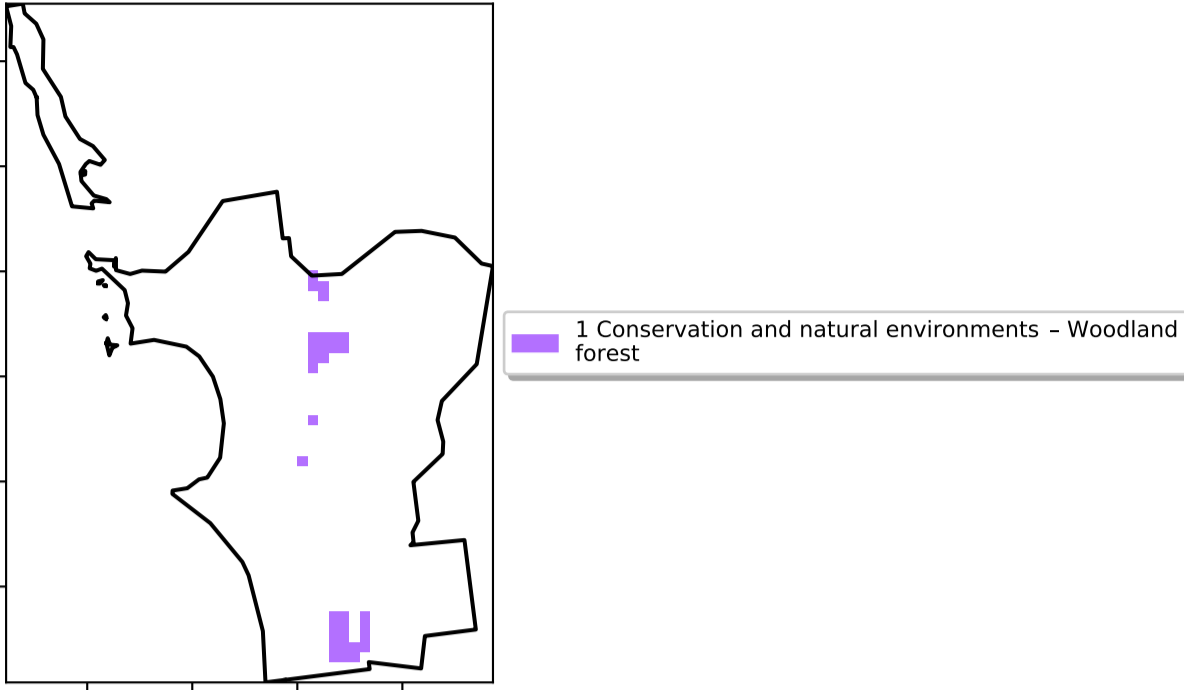 1 Conservation and natural environments – Woodland
forest